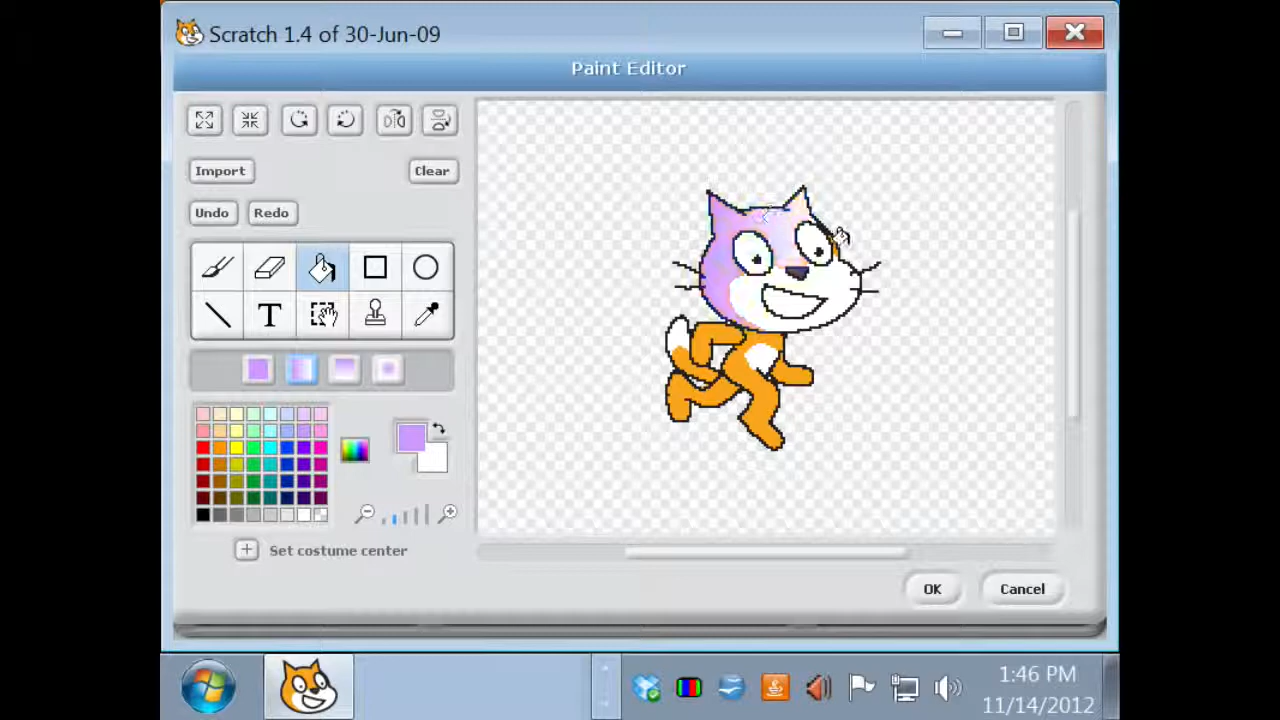 Scratch 1.4 of 30-Jun-09
Paint Editor
Import
Clear
Undo
Redo
T
Set costume center
OK
Cancel
1:46 PM
11/14/2012